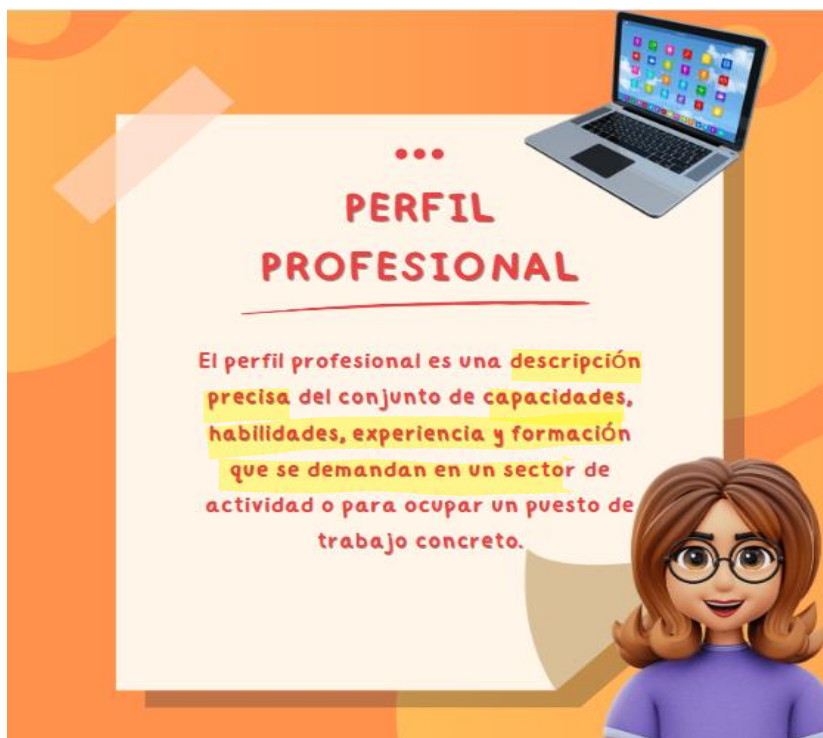 PERFIL
PROFESIONAL
El perfil profesional es una descripción
precisa del conjunto de capacidades,
habilidades, experiencia y formación
que se demandan en un sector de
actividad o para ocupar un puesto de
trabajo concreto.